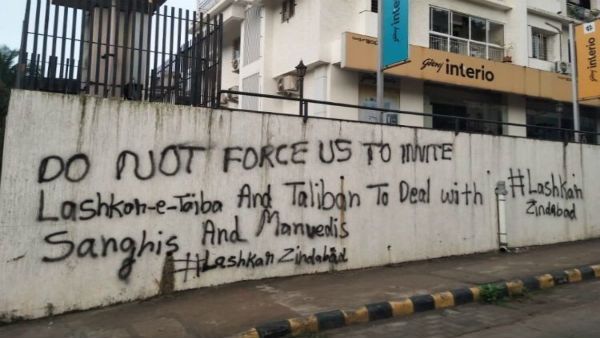 Godrej interio
interio
DO NOT FORCE US TO INVITE
Lashkar-e-Taiba And Taliban To Deal with
Sanghis And Manvedis
#Lashkar Zindabad
#Lashkar
Zindabad